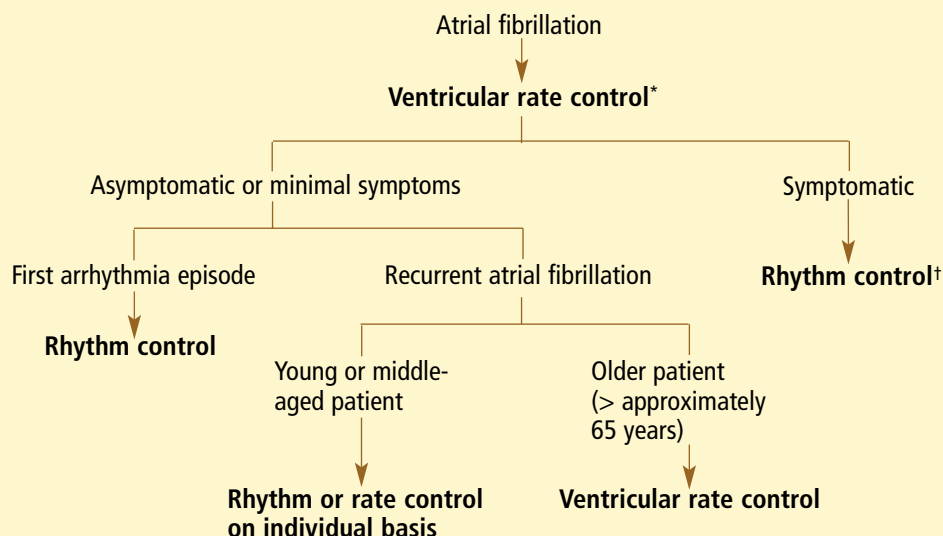 Atrial fibrillation
Ventricular rate control*
Asymptomatic or minimal symptoms
Symptomatic
First arrhythmia episode
Recurrent atrial fibrillation
Rhythm control†
Rhythm control
Young or middle-
aged patient
Older patient
(> approximately
65 years)
Rhythm or rate control
on individual basis
Ventricular rate control